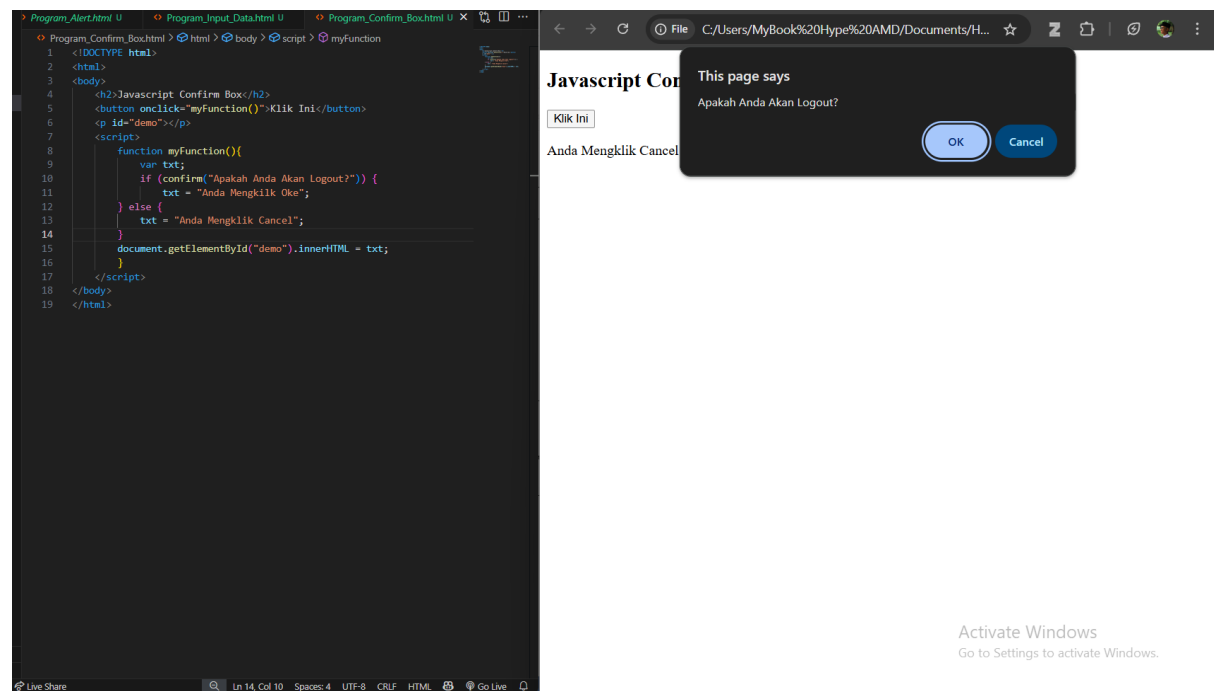 Program_Alert.html U Program_Input_Data.html U Program_Confirm_Box.html U
Program_Confirm_Box.html > html > body > script > myFunction
1 <!DOCTYPE html>
2 <html>
3 <body>
4 <h2>Javascript Confirm Box</h2>
5 <button onclick="myFunction()">Klik Ini</button>
6 <p id="demo"></p>
7 <script>
8 function myFunction(){
9 var txt;
10 if (confirm("Apakah Anda Akan Logout?")) {
11 txt = "Anda Mengkilk Oke";
12 } else {
13 txt = "Anda Mengklik Cancel";
14 }
15 document.getElementById("demo").innerHTML = txt;
16 }
17 </script>
18 </body>
19 </html>
Live Share Ln 14, Col 10 Spaces: 4 UTF-8 CRLF HTML Go Live
File C:/Users/MyBook%20Hype%20AMD/Documents/H...
Javascript Con
Klik Ini
Anda Mengklik Cancel
This page says
Apakah Anda Akan Logout?
OK Cancel
Activate Windows
Go to Settings to activate Windows.